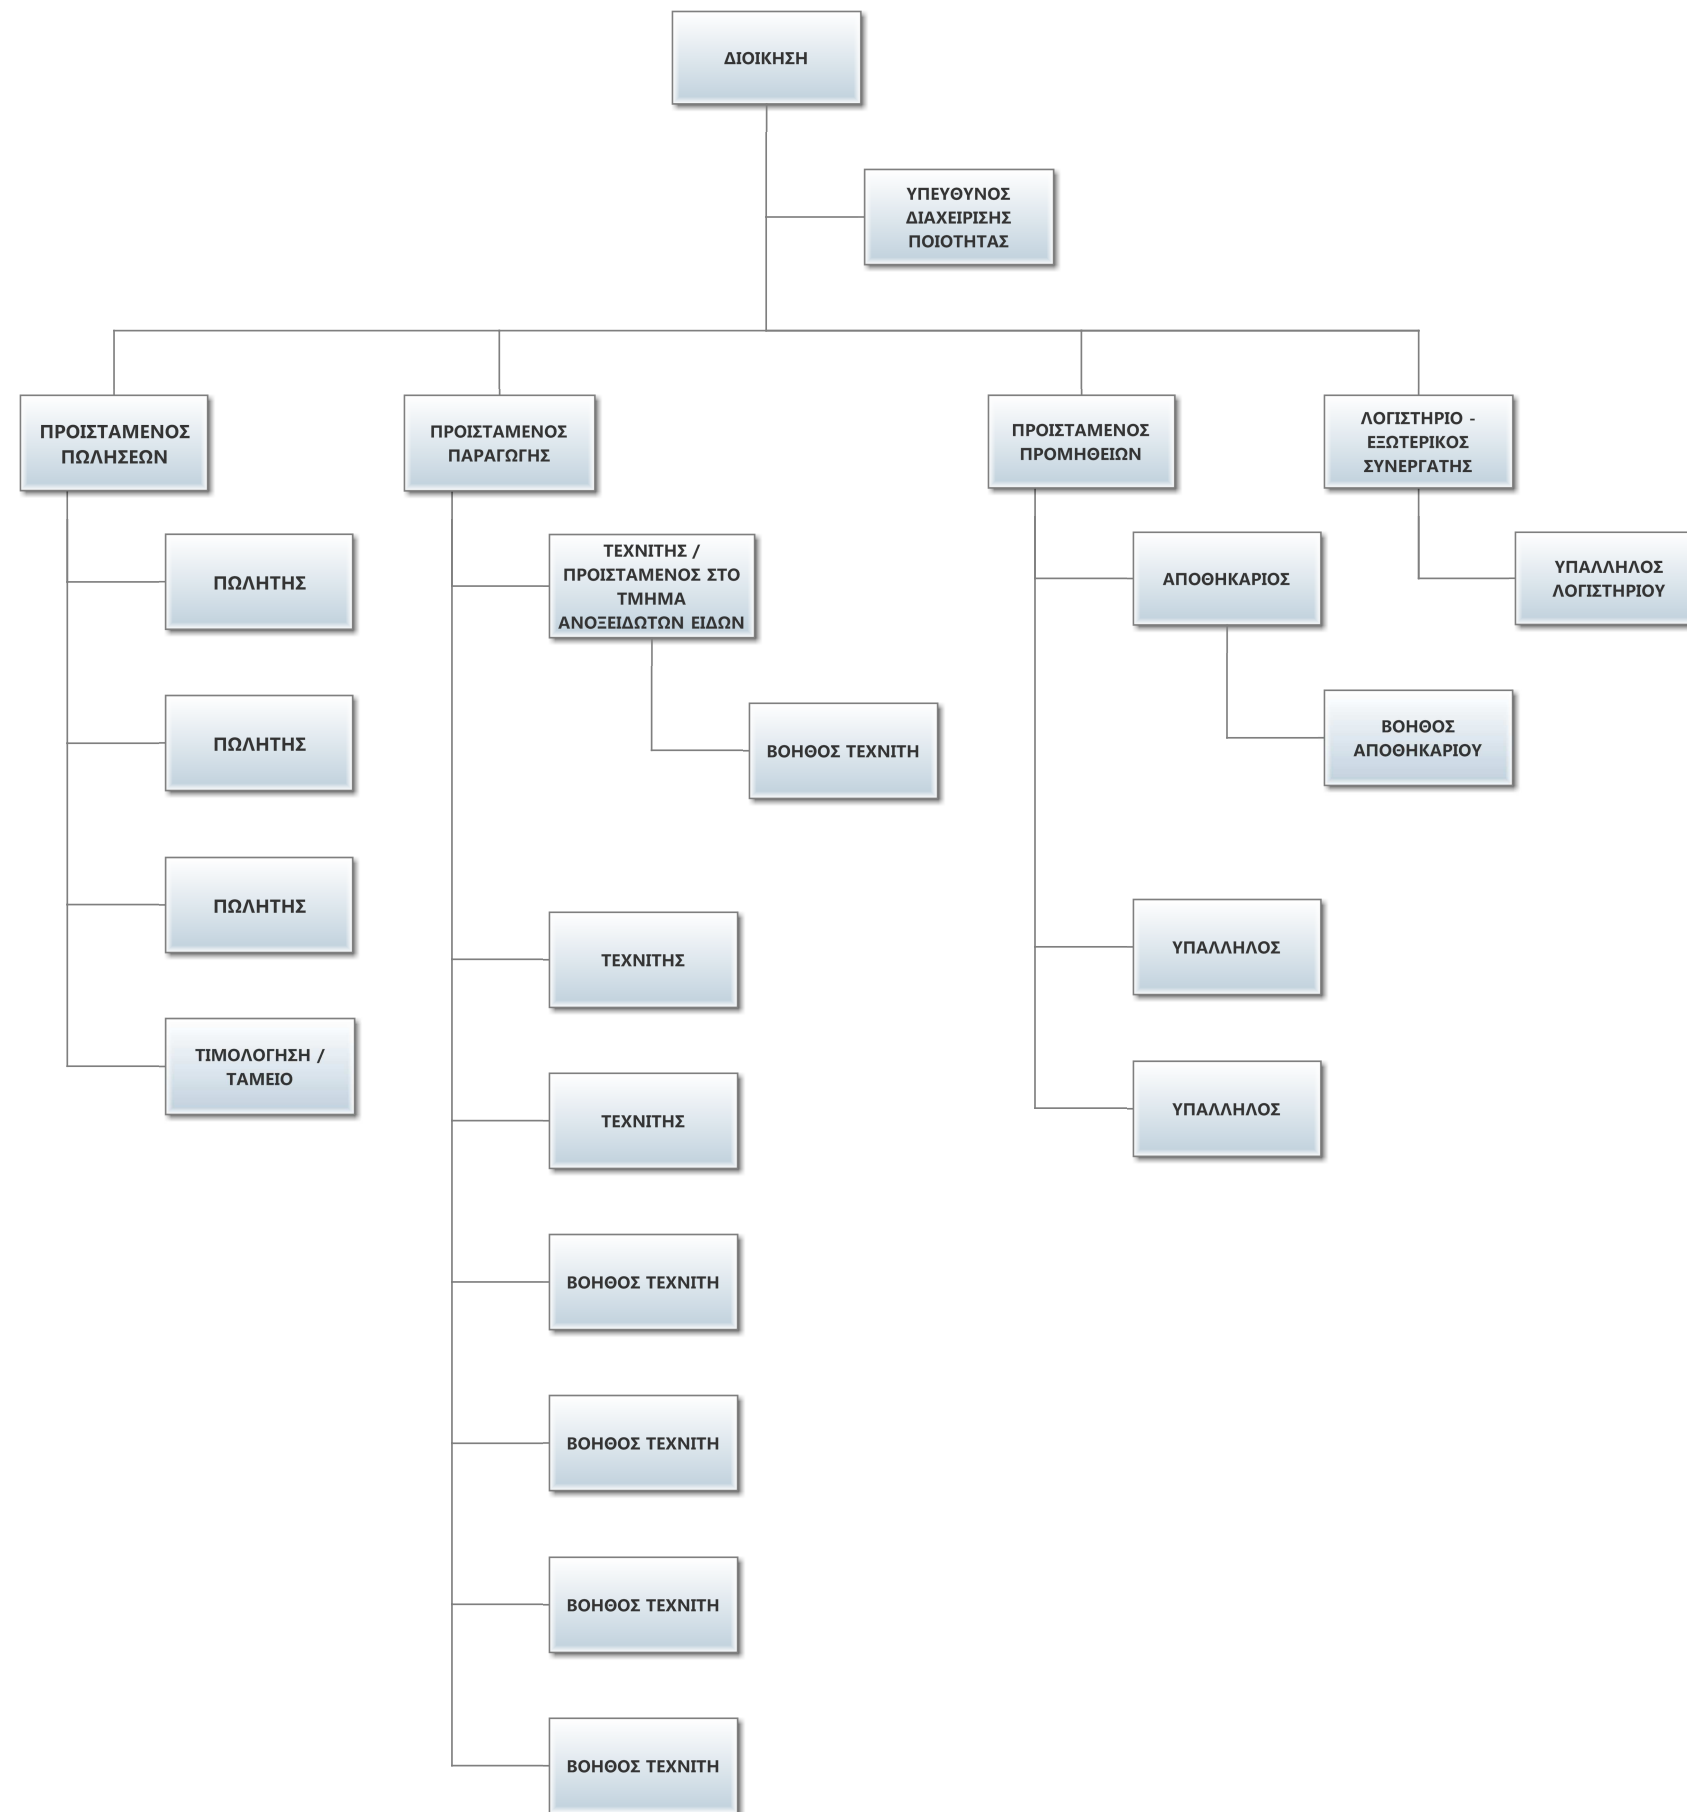 ΔΙΟΙΚΗΣΗ
ΥΠΕΥΘΥΝΟΣ
ΔΙΑΧΕΙΡΙΣΗΣ
ΠΟΙΟΤΗΤΑΣ
ΠΡΟΙΣΤΑΜΕΝΟΣ
ΠΩΛΗΣΕΩΝ
ΠΩΛΗΤΗΣ
ΠΩΛΗΤΗΣ
ΠΩΛΗΤΗΣ
ΤΙΜΟΛΟΓΗΣΗ /
ΤΑΜΕΙΟ
ΠΡΟΙΣΤΑΜΕΝΟΣ
ΠΑΡΑΓΩΓΗΣ
ΤΕΧΝΙΤΗΣ /
ΠΡΟΙΣΤΑΜΕΝΟΣ ΣΤΟ
ΤΜΗΜΑ
ΑΝΟΞΕΙΔΩΤΩΝ ΕΙΔΩΝ
ΒΟΗΘΟΣ ΤΕΧΝΙΤΗ
ΤΕΧΝΙΤΗΣ
ΤΕΧΝΙΤΗΣ
ΒΟΗΘΟΣ ΤΕΧΝΙΤΗ
ΒΟΗΘΟΣ ΤΕΧΝΙΤΗ
ΒΟΗΘΟΣ ΤΕΧΝΙΤΗ
ΒΟΗΘΟΣ ΤΕΧΝΙΤΗ
ΠΡΟΙΣΤΑΜΕΝΟΣ
ΠΡΟΜΗΘΕΙΩΝ
ΑΠΟΘΗΚΑΡΙΟΣ
ΒΟΗΘΟΣ
ΑΠΟΘΗΚΑΡΙΟΥ
ΥΠΑΛΛΗΛΟΣ
ΥΠΑΛΛΗΛΟΣ
ΛΟΓΙΣΤΗΡΙΟ -
ΕΞΩΤΕΡΙΚΟΣ
ΣΥΝΕΡΓΑΤΗΣ
ΥΠΑΛΛΗΛΟΣ
ΛΟΓΙΣΤΗΡΙΟΥ